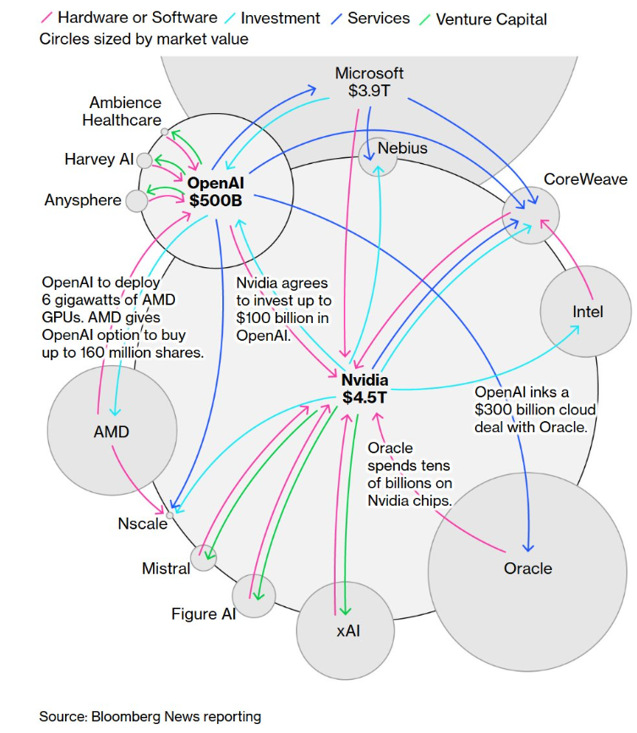 Hardware or Software Investment Services Venture Capital
Circles sized by market value
Microsoft
$3.9T
Ambience
Healthcare
Harvey AI
Anysphere
OpenAI
$500B
Nebius
CoreWeave
OpenAI to deploy
6 gigawatts of AMD
GPUs. AMD gives
OpenAI option to buy
up to 160 million shares.
Nvidia agrees
to invest up to
$100 billion in
OpenAI.
Intel
Nvidia
$4.5T
OpenAI inks a
$300 billion cloud
deal with Oracle.
AMD
Oracle
spends tens
of billions on
Nvidia chips.
Nscale
Mistral
Oracle
Figure AI
xAI
Source: Bloomberg News reporting